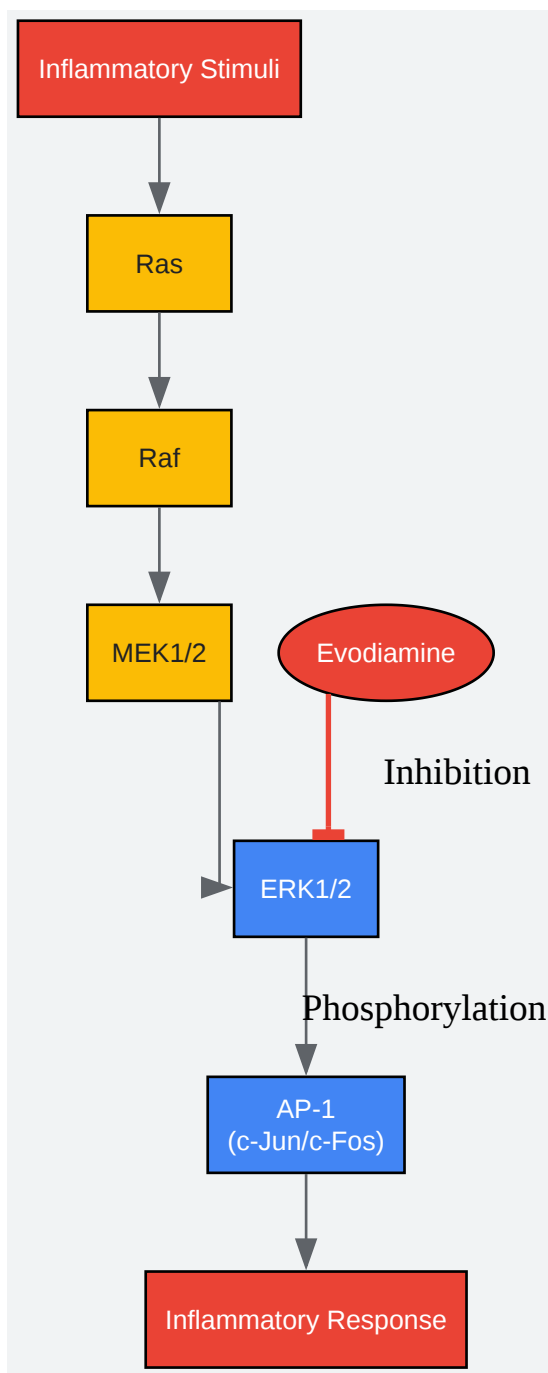 Inflammatory Stimuli
Ras
Raf
MEK1/2
Evodiamine
Inhibition
ERK1/2
Phosphorylation
AP-1
(c-Jun/c-Fos)
Inflammatory Response